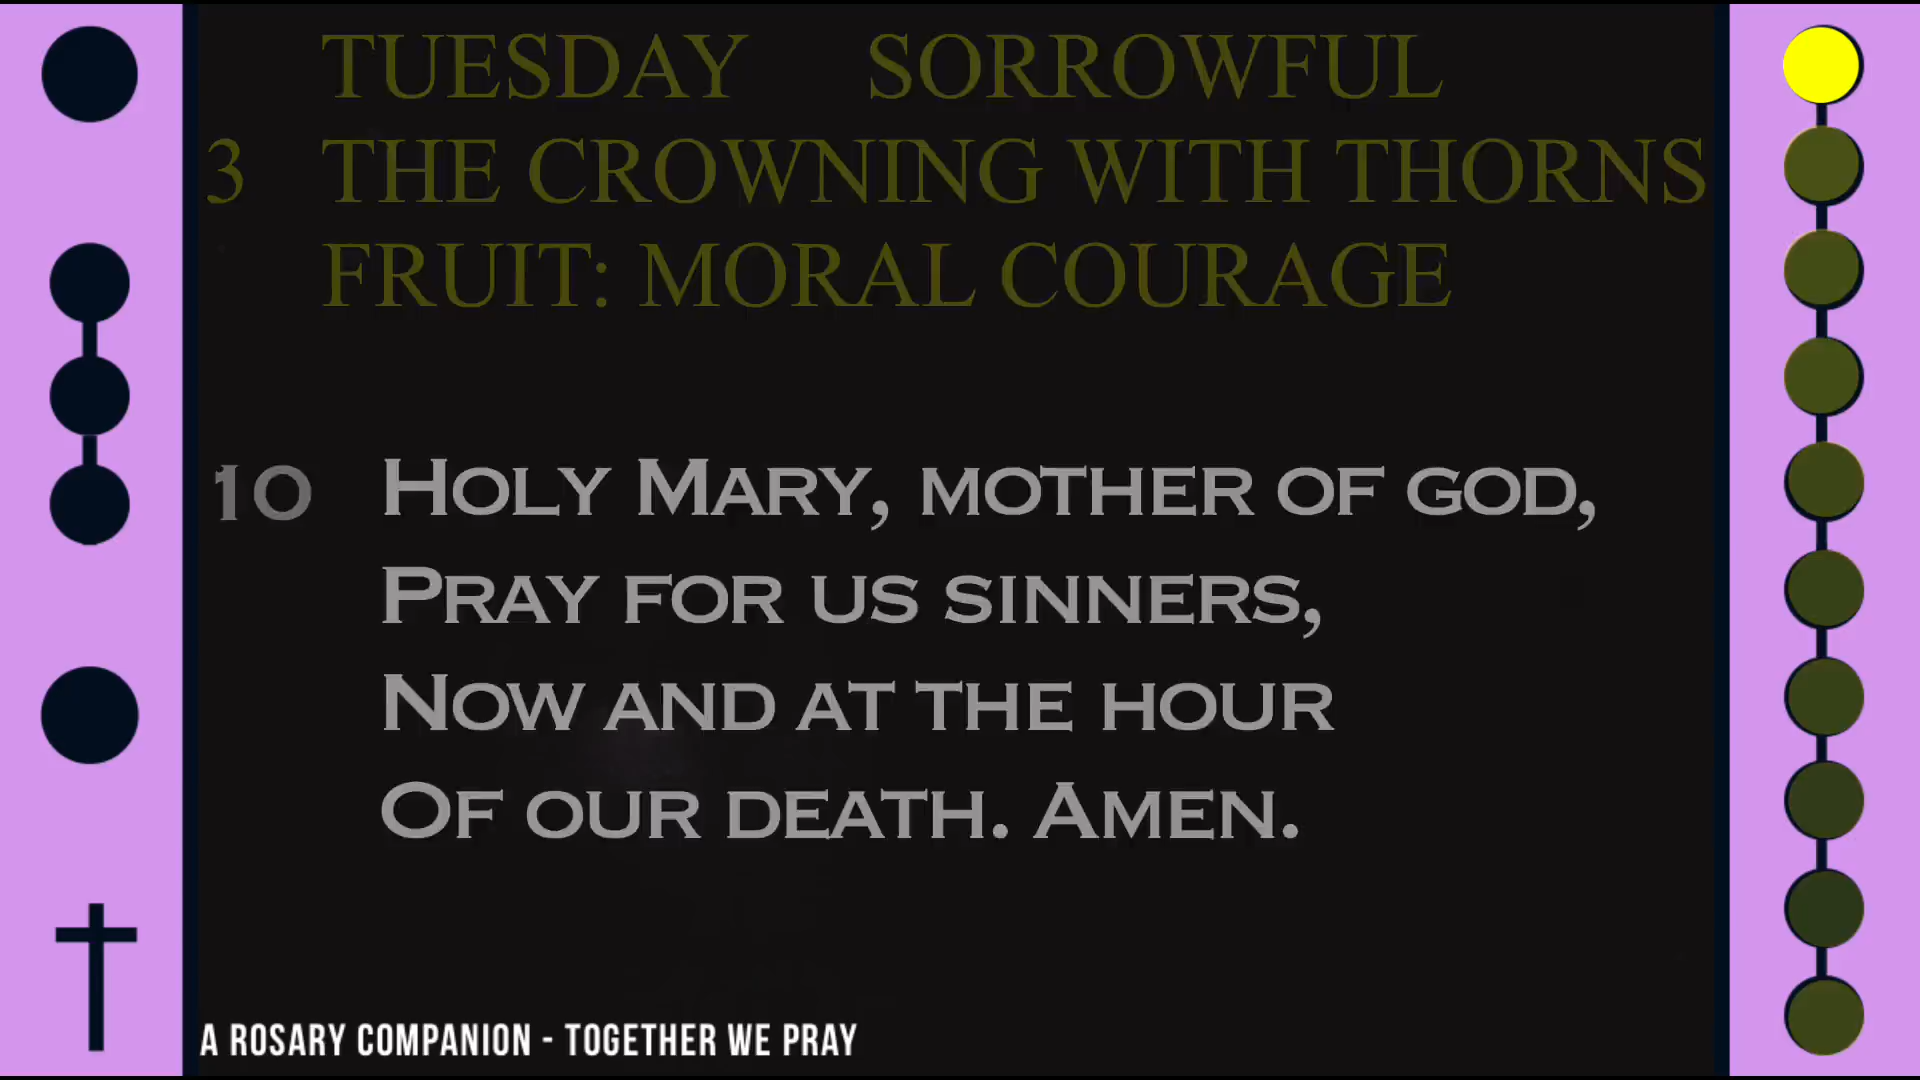 TUESDAY SORROWFUL
3 THE CROWNING WITH THORNS
FRUIT: MORAL COURAGE
10 HOLY MARY, MOTHER OF GOD,
PRAY FOR US SINNERS,
NOW AND AT THE HOUR
OF OUR DEATH. AMEN.
A ROSARY COMPANION - TOGETHER WE PRAY